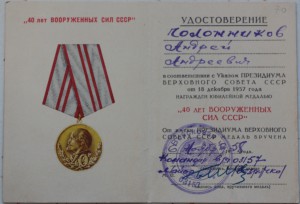 "40 лет ВООРУЖЕННЫХ СИЛ СССР"
УДОСТОВЕРЕНИЕ
Андрей
Андреевич
в соответствии с Указом ПРЕЗИДИУМА
ВЕРХОВНОГО СОВЕТА СССР
от 18 декабря 1957 года
НАГРАЖДЕН ЮБИЛЕЙНОЙ МЕДАЛЬЮ
"40 лет ВООРУЖЕННЫХ
СИЛ СССР"
От имени ПРЕЗИДИУМА ВЕРХОВНОГО
СОВЕТА СССР МЕДАЛЬ ВРУЧЕНА